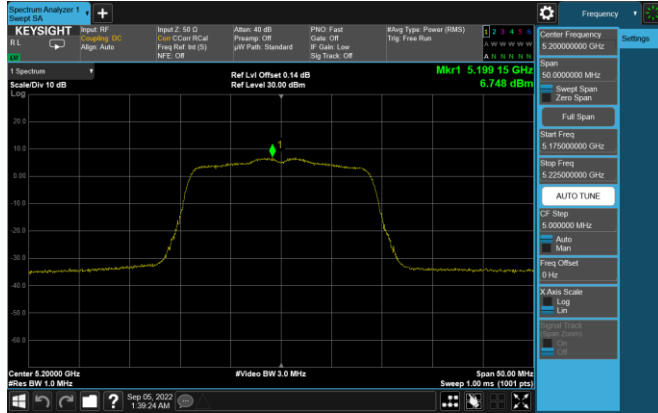 Spectrum Analyzer 1
Swept SA
Frequency
KEYSIGHT
R L
Input: RF
Coupling: DC
Align: Auto
Input Z: 50 Ω
Corr CCorr RCal
Freq Ref: Int (S)
NFE: Off
Atten: 40 dB
Preamp: Off
µW Path: Standard
PNO: Fast
Gate: Off
IF Gain: Low
Sig Track: Off
#Avg Type: Power (RMS)
Trig: Free Run
1 2 3 4 5 6
A W W W W W
A N N N N N
1 Spectrum
Scale/Div 10 dB
Log
Ref Lvl Offset 0.14 dB
Ref Level 30.00 dBm
Mkr1 5.199 15 GHz
6.748 dBm
20.0
10.0
0.00
-10.0
-20.0
-30.0
-40.0
-50.0
-60.0
1
Center 5.20000 GHz
#Res BW 1.0 MHz
#Video BW 3.0 MHz
Span 50.00 MHz
Sweep 1.00 ms (1001 pts)
Sep 05, 2022
1:39:24 AM
Center Frequency
5.200000000 GHz
Span
50.0000000 MHz
Swept Span
Zero Span
Full Span
Start Freq
5.175000000 GHz
Stop Freq
5.225000000 GHz
AUTO TUNE
CF Step
5.000000 MHz
Auto
Man
Freq Offset
0 Hz
X Axis Scale
Log
Lin
Signal Track
(Span Zoom)
On
Off
Settings